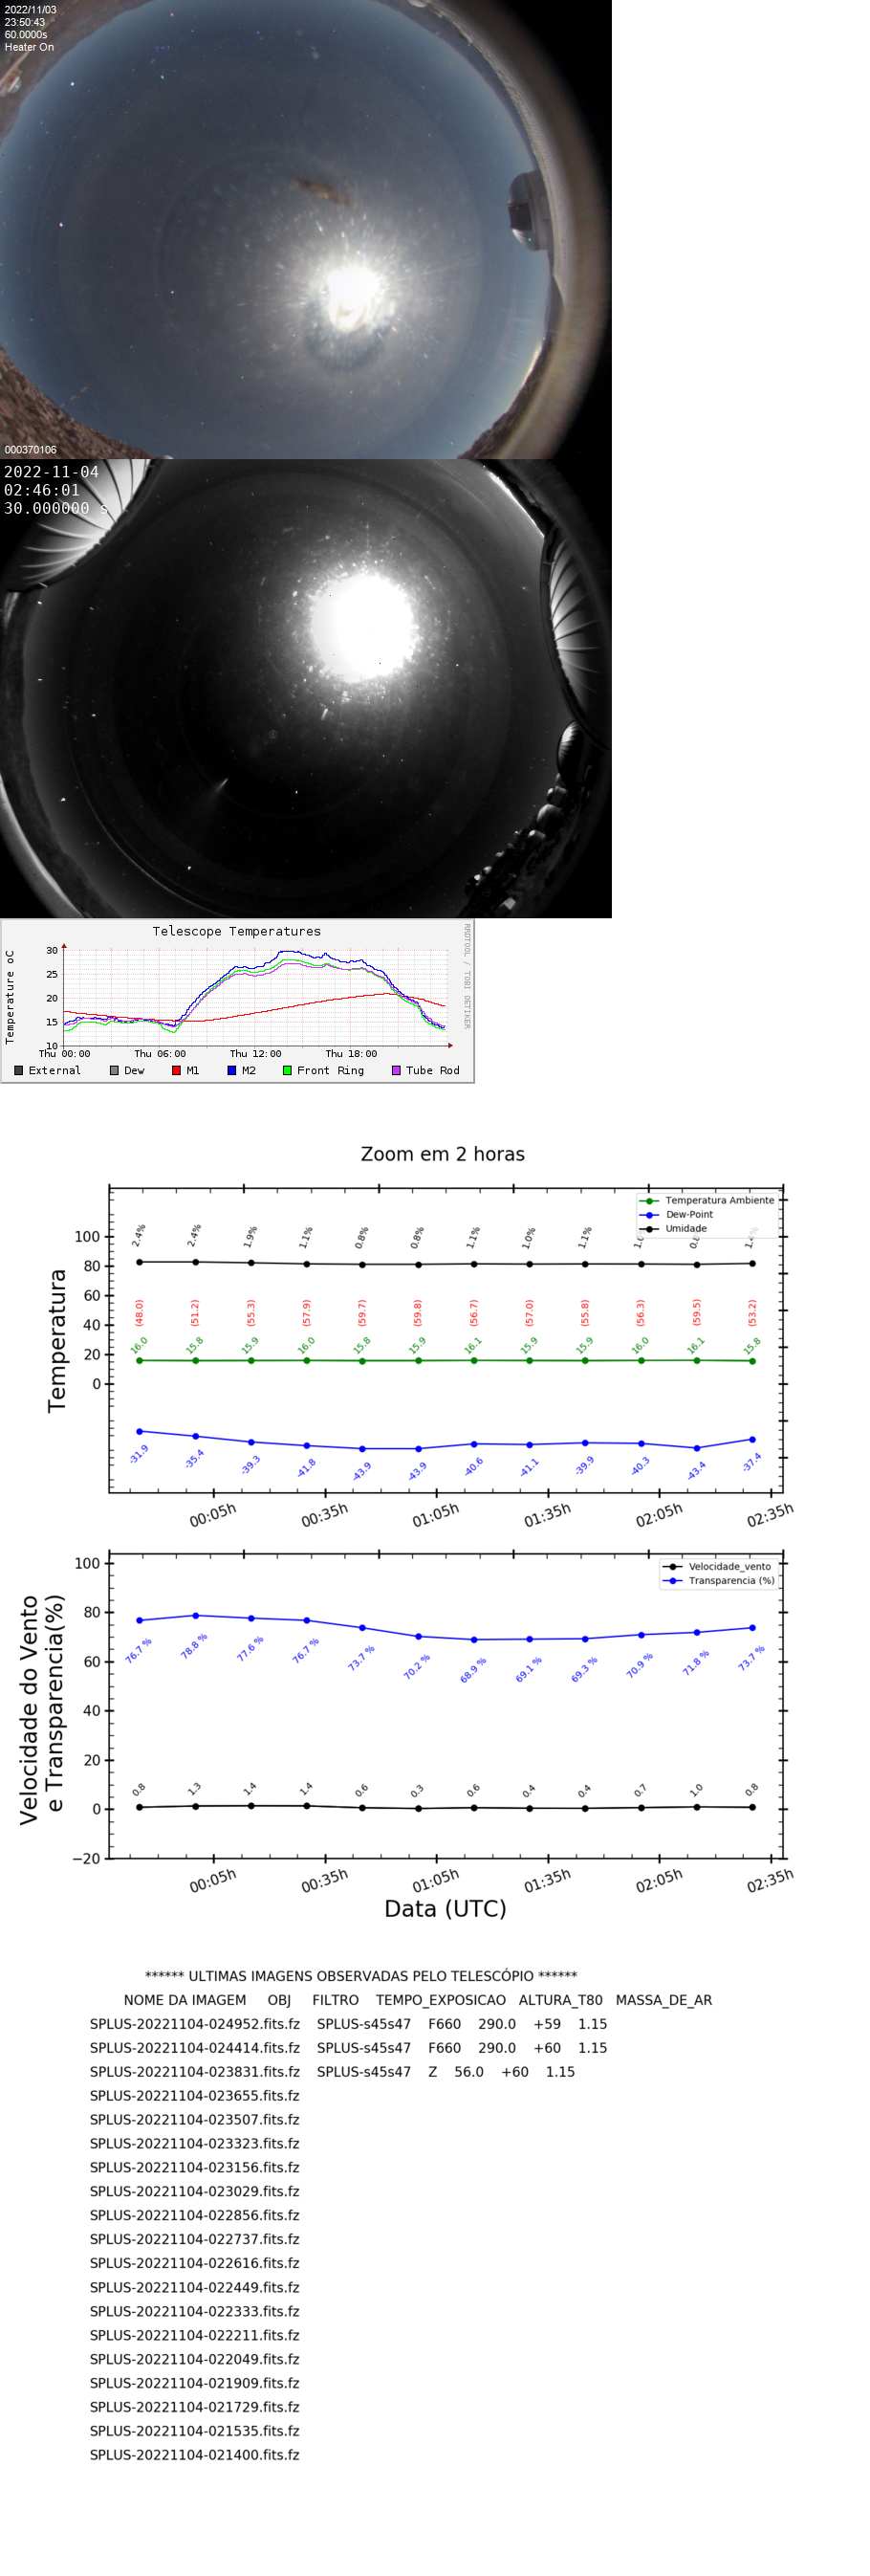 2022/11/03
23:50:43
60.0000s
Heater On
000370106
2022-11-04
02:46:01
30.000000 s
Telescope Temperatures
RRDTOOL / TOBI OETIKER
Temperature oC
30
25
20
15
10
Thu 00:00 Thu 06:00 Thu 12:00 Thu 18:00
External Dew M1 M2 Front Ring Tube Rod
Zoom em 2 horas
Temperatura Ambiente
Dew-Point
Umidade
Temperatura
100
80
60
40
20
0
2.4% 2.4% 1.9% 1.1% 0.8% 0.8% 1.1% 1.0% 1.1%
(48.0) (51.2) (55.3) (57.9) (59.7) (59.8) (56.7) (57.0) (55.8) (56.3) (59.5) (53.2)
16.0 15.8 15.9 16.0 15.8 15.9 16.1 15.9 15.9 16.0 16.1 15.8
-31.9 -35.4 -39.3 -41.8 -43.9 -43.9 -40.6 -41.1 -39.9 -40.3 -43.4 -37.4
00:05h 00:35h 01:05h 01:35h 02:05h 02:35h
Velocidade do Vento
e Transparencia(%)
Velocidade_vento
Transparencia (%)
100
80
60
40
20
0
−20
76.7 % 78.8 % 77.6 % 76.7 % 73.7 % 70.2 % 68.9 % 69.1 % 69.3 % 70.9 % 71.8 % 73.7 %
0.8 1.3 1.4 1.4 0.6 0.3 0.6 0.4 0.4 0.7 1.0 0.8
00:05h 00:35h 01:05h 01:35h 02:05h 02:35h
Data (UTC)
****** ULTIMAS IMAGENS OBSERVADAS PELO TELESCÓPIO ******
NOME DA IMAGEM OBJ FILTRO TEMPO_EXPOSICAO ALTURA_T80 MASSA_DE_AR
SPLUS-20221104-024952.fits.fz SPLUS-s45s47 F660 290.0 +59 1.15
SPLUS-20221104-024414.fits.fz SPLUS-s45s47 F660 290.0 +60 1.15
SPLUS-20221104-023831.fits.fz SPLUS-s45s47 Z 56.0 +60 1.15
SPLUS-20221104-023655.fits.fz
SPLUS-20221104-023507.fits.fz
SPLUS-20221104-023323.fits.fz
SPLUS-20221104-023156.fits.fz
SPLUS-20221104-023029.fits.fz
SPLUS-20221104-022856.fits.fz
SPLUS-20221104-022737.fits.fz
SPLUS-20221104-022616.fits.fz
SPLUS-20221104-022449.fits.fz
SPLUS-20221104-022333.fits.fz
SPLUS-20221104-022211.fits.fz
SPLUS-20221104-022049.fits.fz
SPLUS-20221104-021909.fits.fz
SPLUS-20221104-021729.fits.fz
SPLUS-20221104-021535.fits.fz
SPLUS-20221104-021400.fits.fz